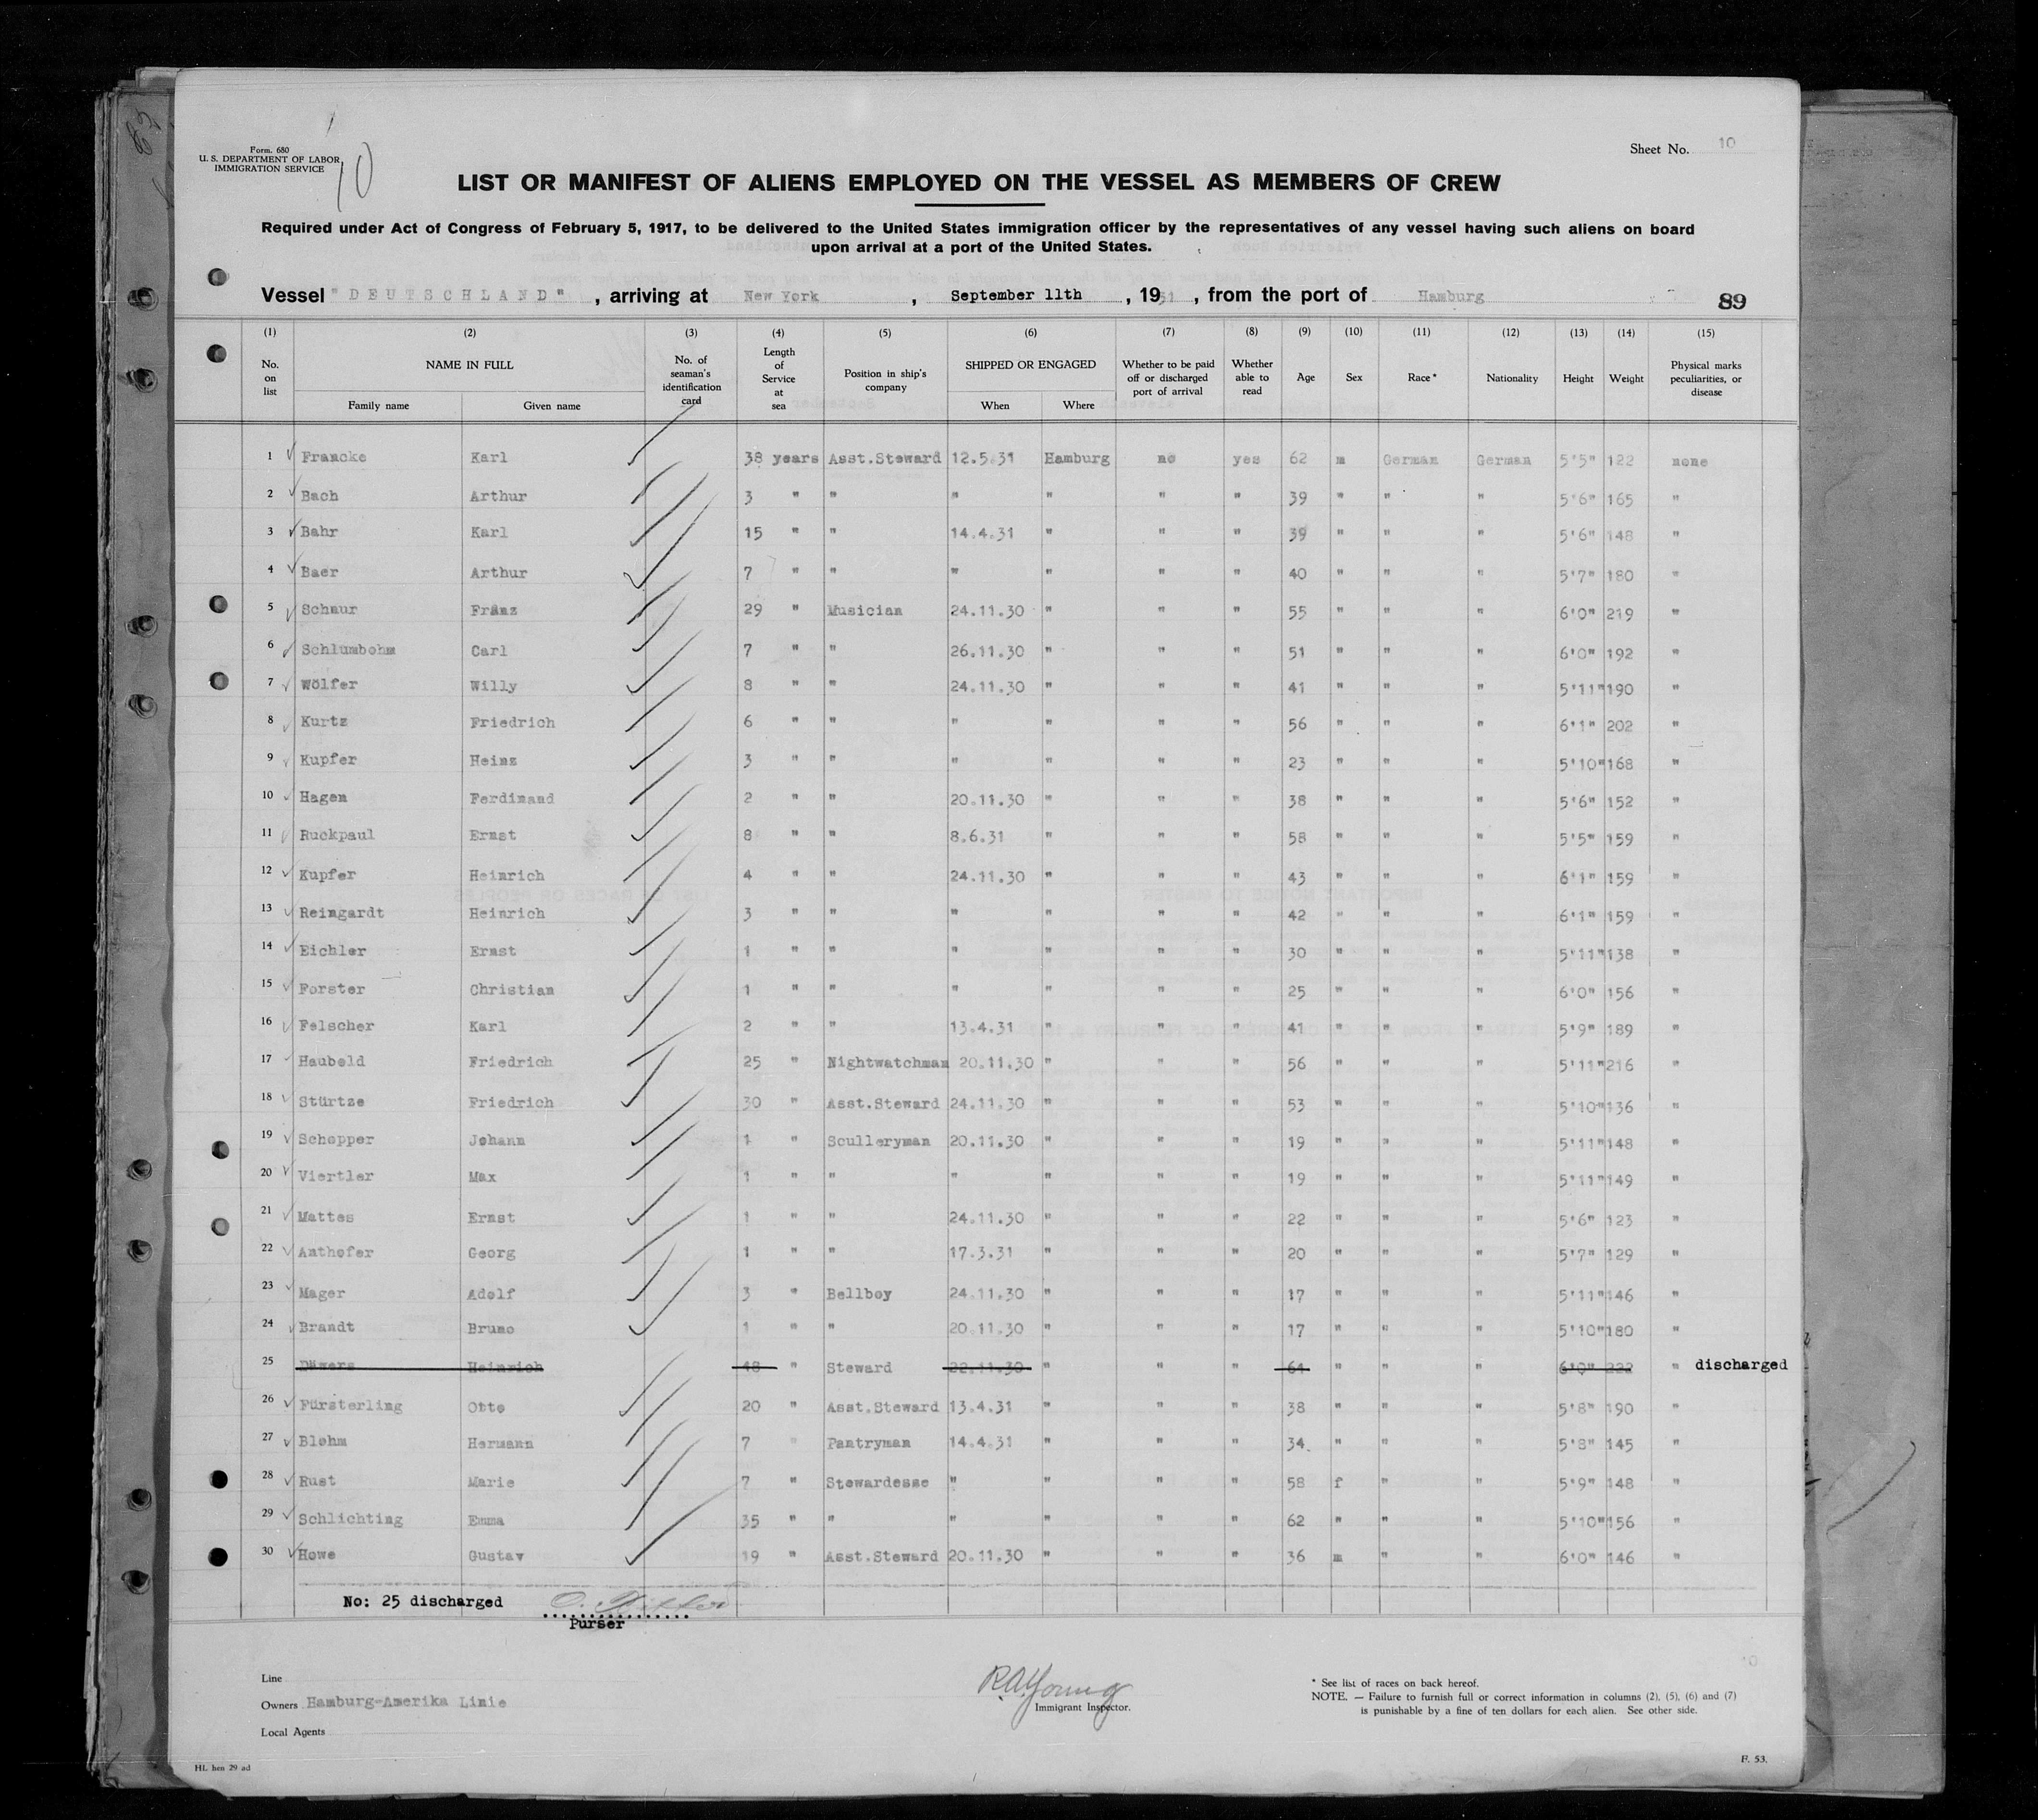 Form. 680
U. S. DEPARTMENT OF LABOR
IMMIGRATION SERVICE
10
Sheet No. 10
LIST OR MANIFEST OF ALIENS EMPLOYED ON THE VESSEL AS MEMBERS OF CREW
Required under Act of Congress of February 5, 1917, to be delivered to the United States immigration officer by the representatives of any vessel having such aliens on board
upon arrival at a port of the United States.
Vessel "DEUTSCHLAND" , arriving at New York , September 11th , 1931 , from the port of Hamburg 89
(1) (2) (3) (4) (5) (6) (7) (8) (9) (10) (11) (12) (13) (14) (15)
No. on list NAME IN FULL Family name Given name No. of seaman's identification card Length of Service at sea Position in ship's company SHIPPED OR ENGAGED When Where Whether to be paid off or discharged port of arrival Whether able to read Age Sex Race* Nationality Height Weight Physical marks peculiarities, or disease
1 Francke Karl 38 years Asst.Steward 12.5.31 Hamburg no yes 62 m German German 5'5" 122 none
2 Bach Arthur 3 " " " " " " 39 " " " 5'6" 165 "
3 Bahr Karl 15 " " 14.4.31 " " " 39 " " " 5'6" 148 "
4 Baer Arthur 7 " " " " " " 40 " " " 5'7" 180 "
5 Schnur Franz 29 " Musician 24.11.30 " " " 55 " " " 6'0" 219 "
6 Schlumbohm Carl 7 " " 26.11.30 " " " 51 " " " 6'0" 192 "
7 Wölfer Willy 8 " " 24.11.30 " " " 41 " " " 5'11" 190 "
8 Kurtz Friedrich 6 " " " " " " 56 " " " 6'1" 202 "
9 Kupfer Heinz 3 " " " " " " 23 " " " 5'10" 168 "
10 Hagen Ferdinand 2 " " 20.11.30 " " " 38 " " " 5'6" 152 "
11 Ruckpaul Ernst 8 " " 8.6.31 " " " 58 " " " 5'5" 159 "
12 Kupfer Heinrich 4 " " 24.11.30 " " " 43 " " " 6'1" 159 "
13 Reingardt Heinrich 3 " " " " " " 42 " " " 6'1" 159 "
14 Eichler Ernst 1 " " " " " " 30 " " " 5'11" 138 "
15 Forster Christian 1 " " " " " " 25 " " " 6'0" 156 "
16 Felscher Karl 2 " " 13.4.31 " " " 41 " " " 5'9" 189 "
17 Haubold Friedrich 25 " Nightwatchman 20.11.30 " " " 56 " " " 5'11" 216 "
18 Stürtze Friedrich 30 " Asst.Steward 24.11.30 " " " 53 " " " 5'10" 136 "
19 Schopper Johann 1 " Sculleryman 20.11.30 " " " 19 " " " 5'11" 148 "
20 Viertler Max 1 " " " " " " 19 " " " 5'11" 149 "
21 Mattes Ernst 1 " " 24.11.30 " " " 22 " " " 5'6" 123 "
22 Anthofer Georg 1 " " 17.3.31 " " " 20 " " " 5'7" 129 "
23 Mager Adolf 3 " Bellboy 24.11.30 " " " 17 " " " 5'11" 146 "
24 Brandt Bruno 1 " " 20.11.30 " " " 17 " " " 5'10" 180 "
25 Heinrich 48 " Steward 22.11.30 " " " 64 " " " 6'0" 222 " discharged
26 Fürsterling Otto 20 " Asst.Steward 13.4.31 " " " 38 " " " 5'8" 190 "
27 Blohm Hermann 7 " Pantryman 14.4.31 " " " 34 " " " 5'8" 145 "
28 Rust Marie 7 " Stewardesse " " " " 58 f " " 5'9" 148 "
29 Schlichting Emma 35 " " " " " " 62 " " " 5'10" 156 "
30 Howe Gustav 19 " Asst.Steward 20.11.30 " " " 36 m " " 6'0" 146 "
No: 25 discharged
Purser
Line
Owners Hamburg-Amerika Linie
Local Agents
R.A.Young
Immigrant Inspector.
* See list of races on back hereof.
NOTE. — Failure to furnish full or correct information in columns (2), (5), (6) and (7)
is punishable by a fine of ten dollars for each alien. See other side.
HL hen 29 ad
F. 53.